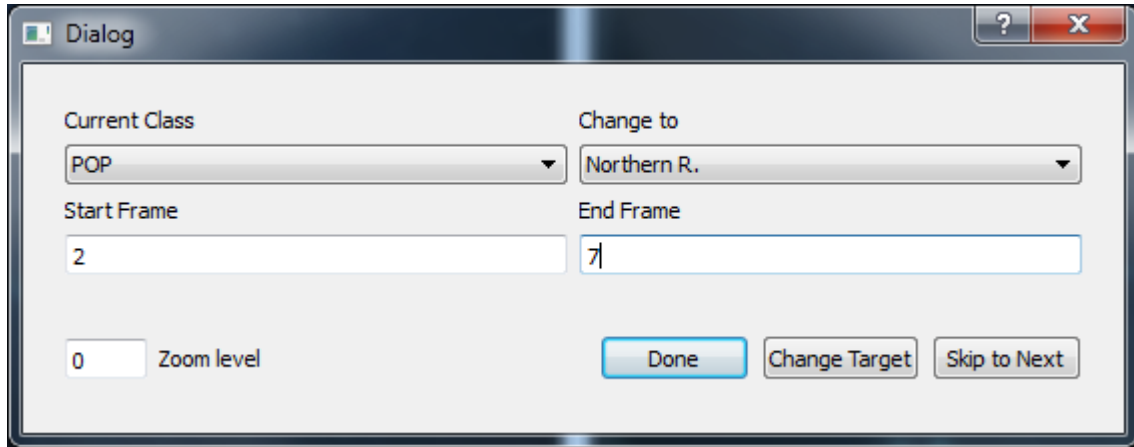 Dialog
?
X
Current Class Change to
POP Northern R.
Start Frame End Frame
2 7
0 Zoom level Done Change Target Skip to Next